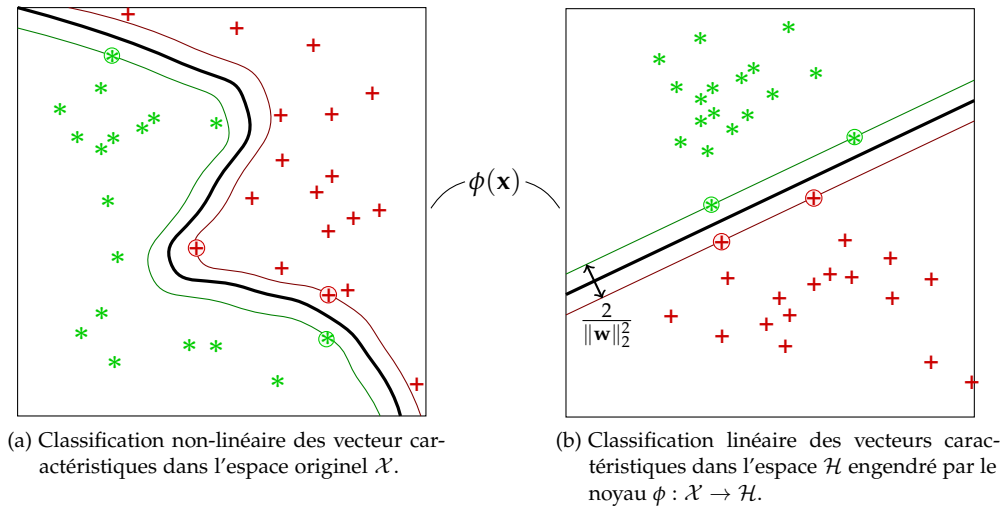 ϕ(x)
2
‖w‖₂²
(a) Classification non-linéaire des vecteur car-
actéristiques dans l'espace originel 𝒳.
(b) Classification linéaire des vecteurs carac-
téristiques dans l'espace ℋ engendré par le
noyau ϕ : 𝒳 → ℋ.